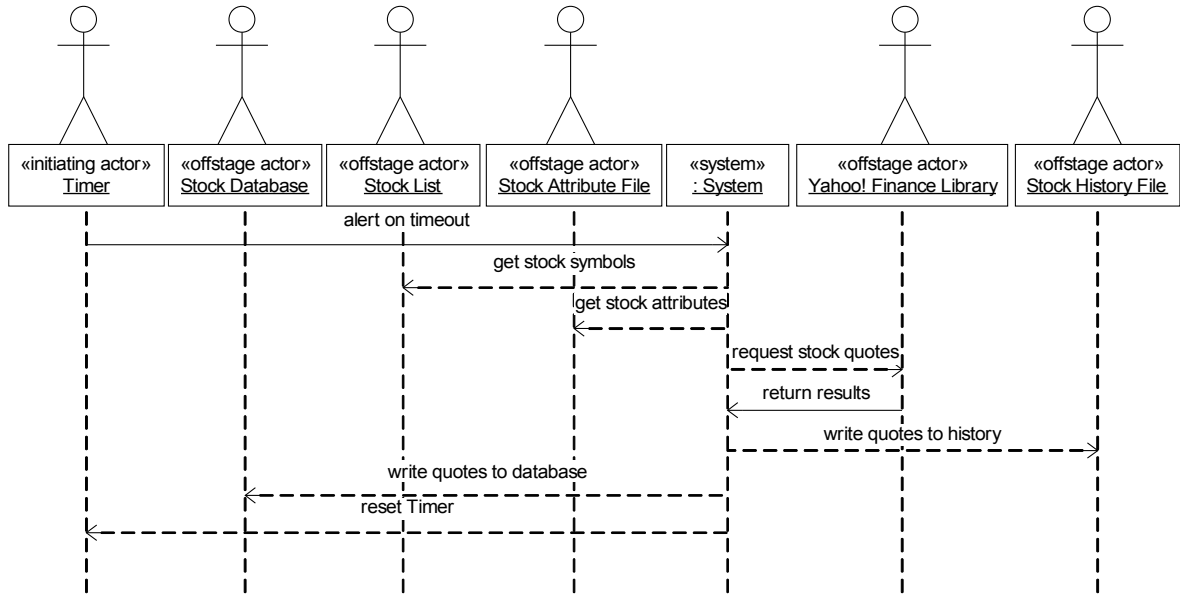 «initiating actor»
Timer
«offstage actor»
Stock Database
«offstage actor»
Stock List
«offstage actor»
Stock Attribute File
«system»
: System
«offstage actor»
Yahoo! Finance Library
«offstage actor»
Stock History File
alert on timeout
get stock symbols
get stock attributes
request stock quotes
return results
write quotes to history
write quotes to database
reset Timer